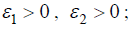 ε₁ > 0 , ε₂ > 0 ;